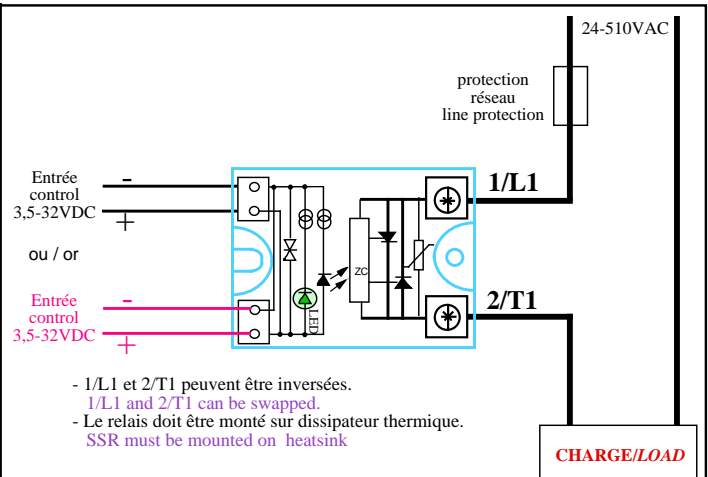 24-510VAC
protection
réseau
line protection
Entrée
control
3,5-32VDC
-
+
1/L1
ou / or
ZC
LED
Entrée
control
3,5-32VDC
-
+
2/T1
- 1/L1 et 2/T1 peuvent être inversées.
1/L1 and 2/T1 can be swapped.
- Le relais doit être monté sur dissipateur thermique.
SSR must be mounted on heatsink
CHARGE/LOAD